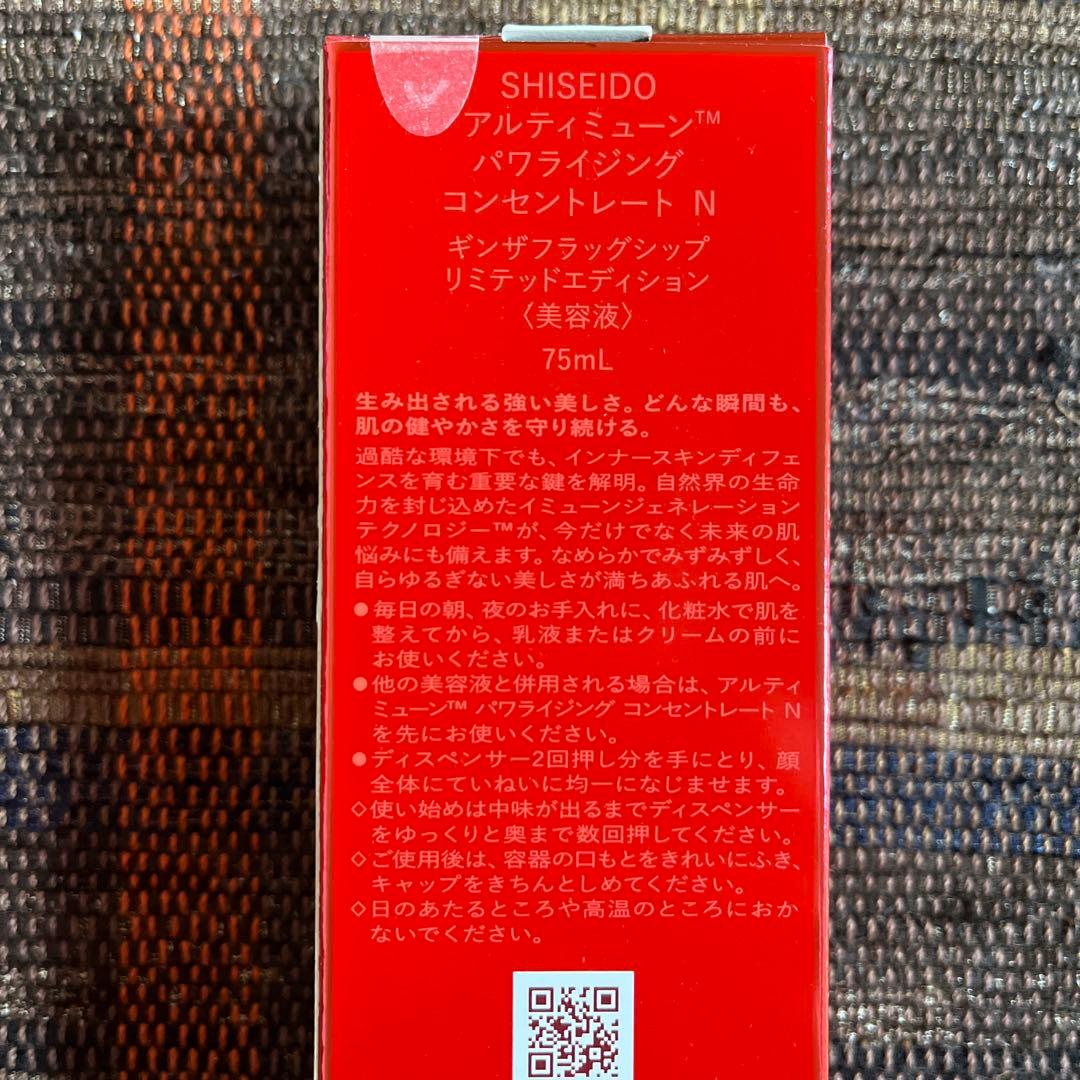 SHISEIDO
アルティミューン™
パワライジング
コンセントレート N
ギンザフラッグシップ
リミテッドエディション
〈美容液〉
75mL
生み出される強い美しさ。どんな瞬間も、
肌の健やかさを守り続ける。
過酷な環境下でも、インナースキンディフェ
ンスを育む重要な鍵を解明。自然界の生命
力を封じ込めたイミューンジェネレーション
テクノロジー™が、今だけでなく未来の肌
悩みにも備えます。なめらかでみずみずしく、
自らゆるぎない美しさが満ちあふれる肌へ。
●毎日の朝、夜のお手入れに、化粧水で肌を
整えてから、乳液またはクリームの前に
お使いください。
●他の美容液と併用される場合は、アルティ
ミューン™ パワライジング コンセントレート N
を先にお使いください。
●ディスペンサー2回押し分を手にとり、顔
全体にていねいに均一になじませます。
◇使い始めは中味が出るまでディスペンサー
をゆっくりと奥まで数回押してください。
◇ご使用後は、容器の口もとをきれいにふき、
キャップをきちんとしめてください。
◇日のあたるところや高温のところにおか
ないでください。